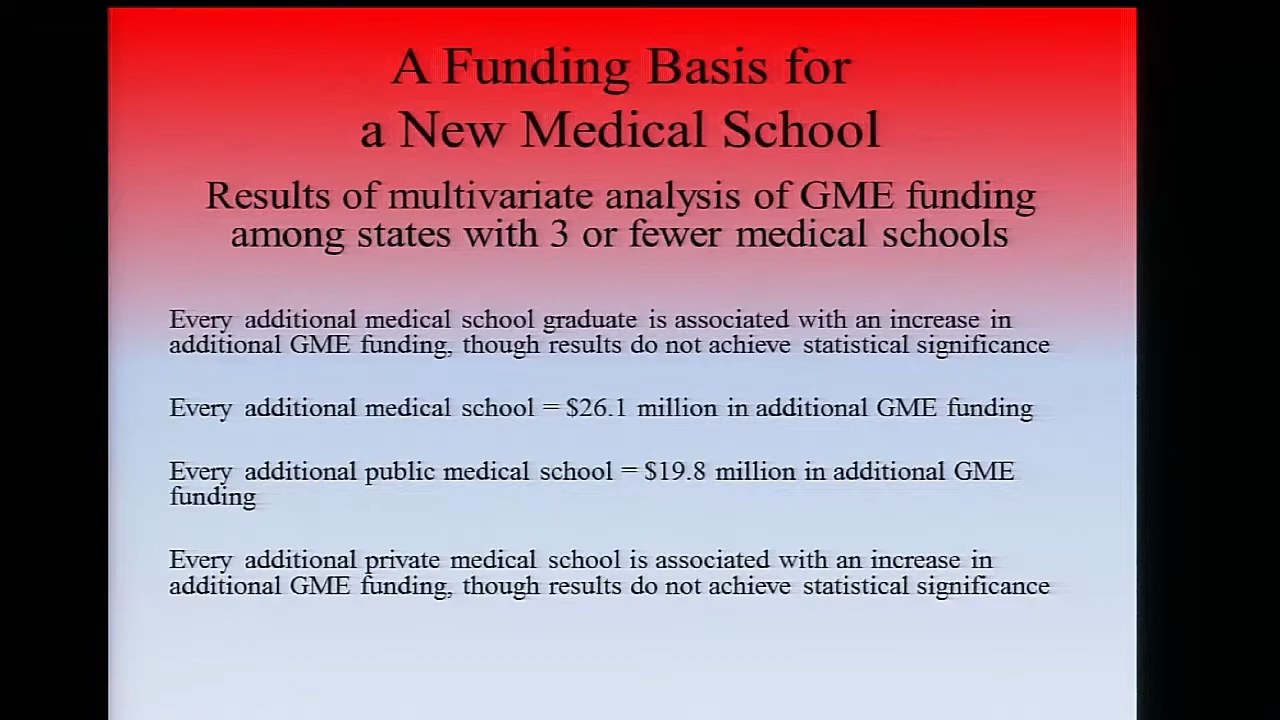 A Funding Basis for
a New Medical School
Results of multivariate analysis of GME funding
among states with 3 or fewer medical schools
Every additional medical school graduate is associated with an increase in
additional GME funding, though results do not achieve statistical significance
Every additional medical school = $26.1 million in additional GME funding
Every additional public medical school = $19.8 million in additional GME
funding
Every additional private medical school is associated with an increase in
additional GME funding, though results do not achieve statistical significance